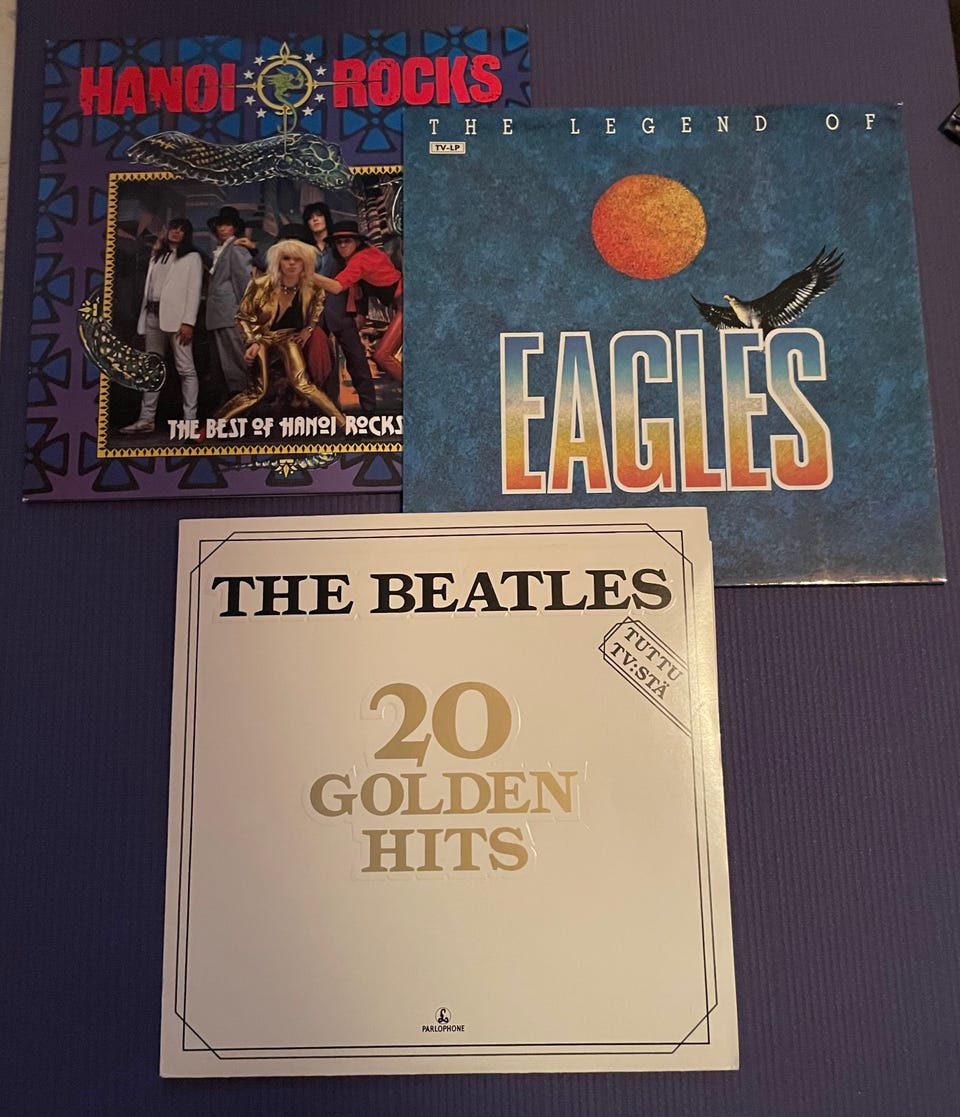 HANOI ROCKS
THE BEST OF HANOI ROCKS
THE LEGEND OF
TV-LP
EAGLES
THE BEATLES
TUTTU
TV:STÄ
20
GOLDEN
HITS
PARLOPHONE